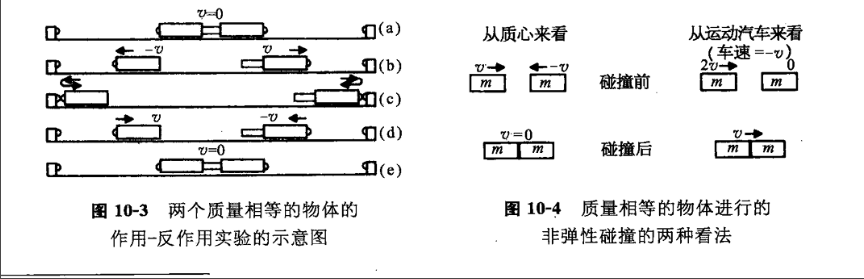 v=0
(a)
-v v
(b)
(c)
v -v
(d)
v=0
(e)
图 10-3 两个质量相等的物体的
作用-反作用实验的示意图
从质心来看 从运动汽车来看
(车速=-v)
v -v 2v 0
m m 碰撞前 m m
v=0 v
m m 碰撞后 m m
图 10-4 质量相等的物体进行的
非弹性碰撞的两种看法